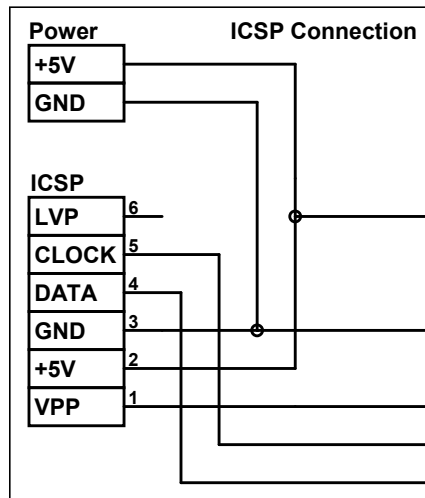 Power ICSP Connection
+5V
GND
ICSP
LVP 6
CLOCK 5
DATA 4
GND 3
+5V 2
VPP 1